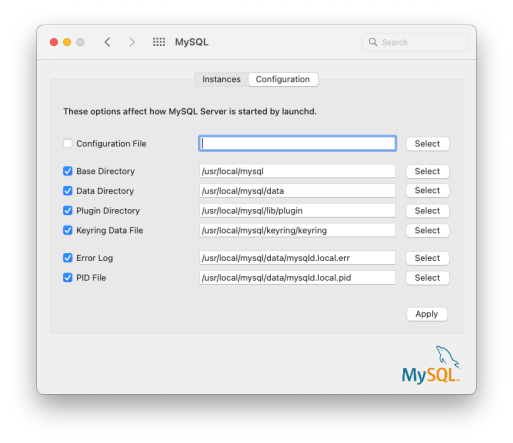 MySQL
Search
Instances Configuration
These options affect how MySQL Server is started by launchd.
Configuration File Select
Base Directory /usr/local/mysql Select
Data Directory /usr/local/mysql/data Select
Plugin Directory /usr/local/mysql/lib/plugin Select
Keyring Data File /usr/local/mysql/keyring/keyring Select
Error Log /usr/local/mysql/data/mysqld.local.err Select
PID File /usr/local/mysql/data/mysqld.local.pid Select
Apply
MySQL